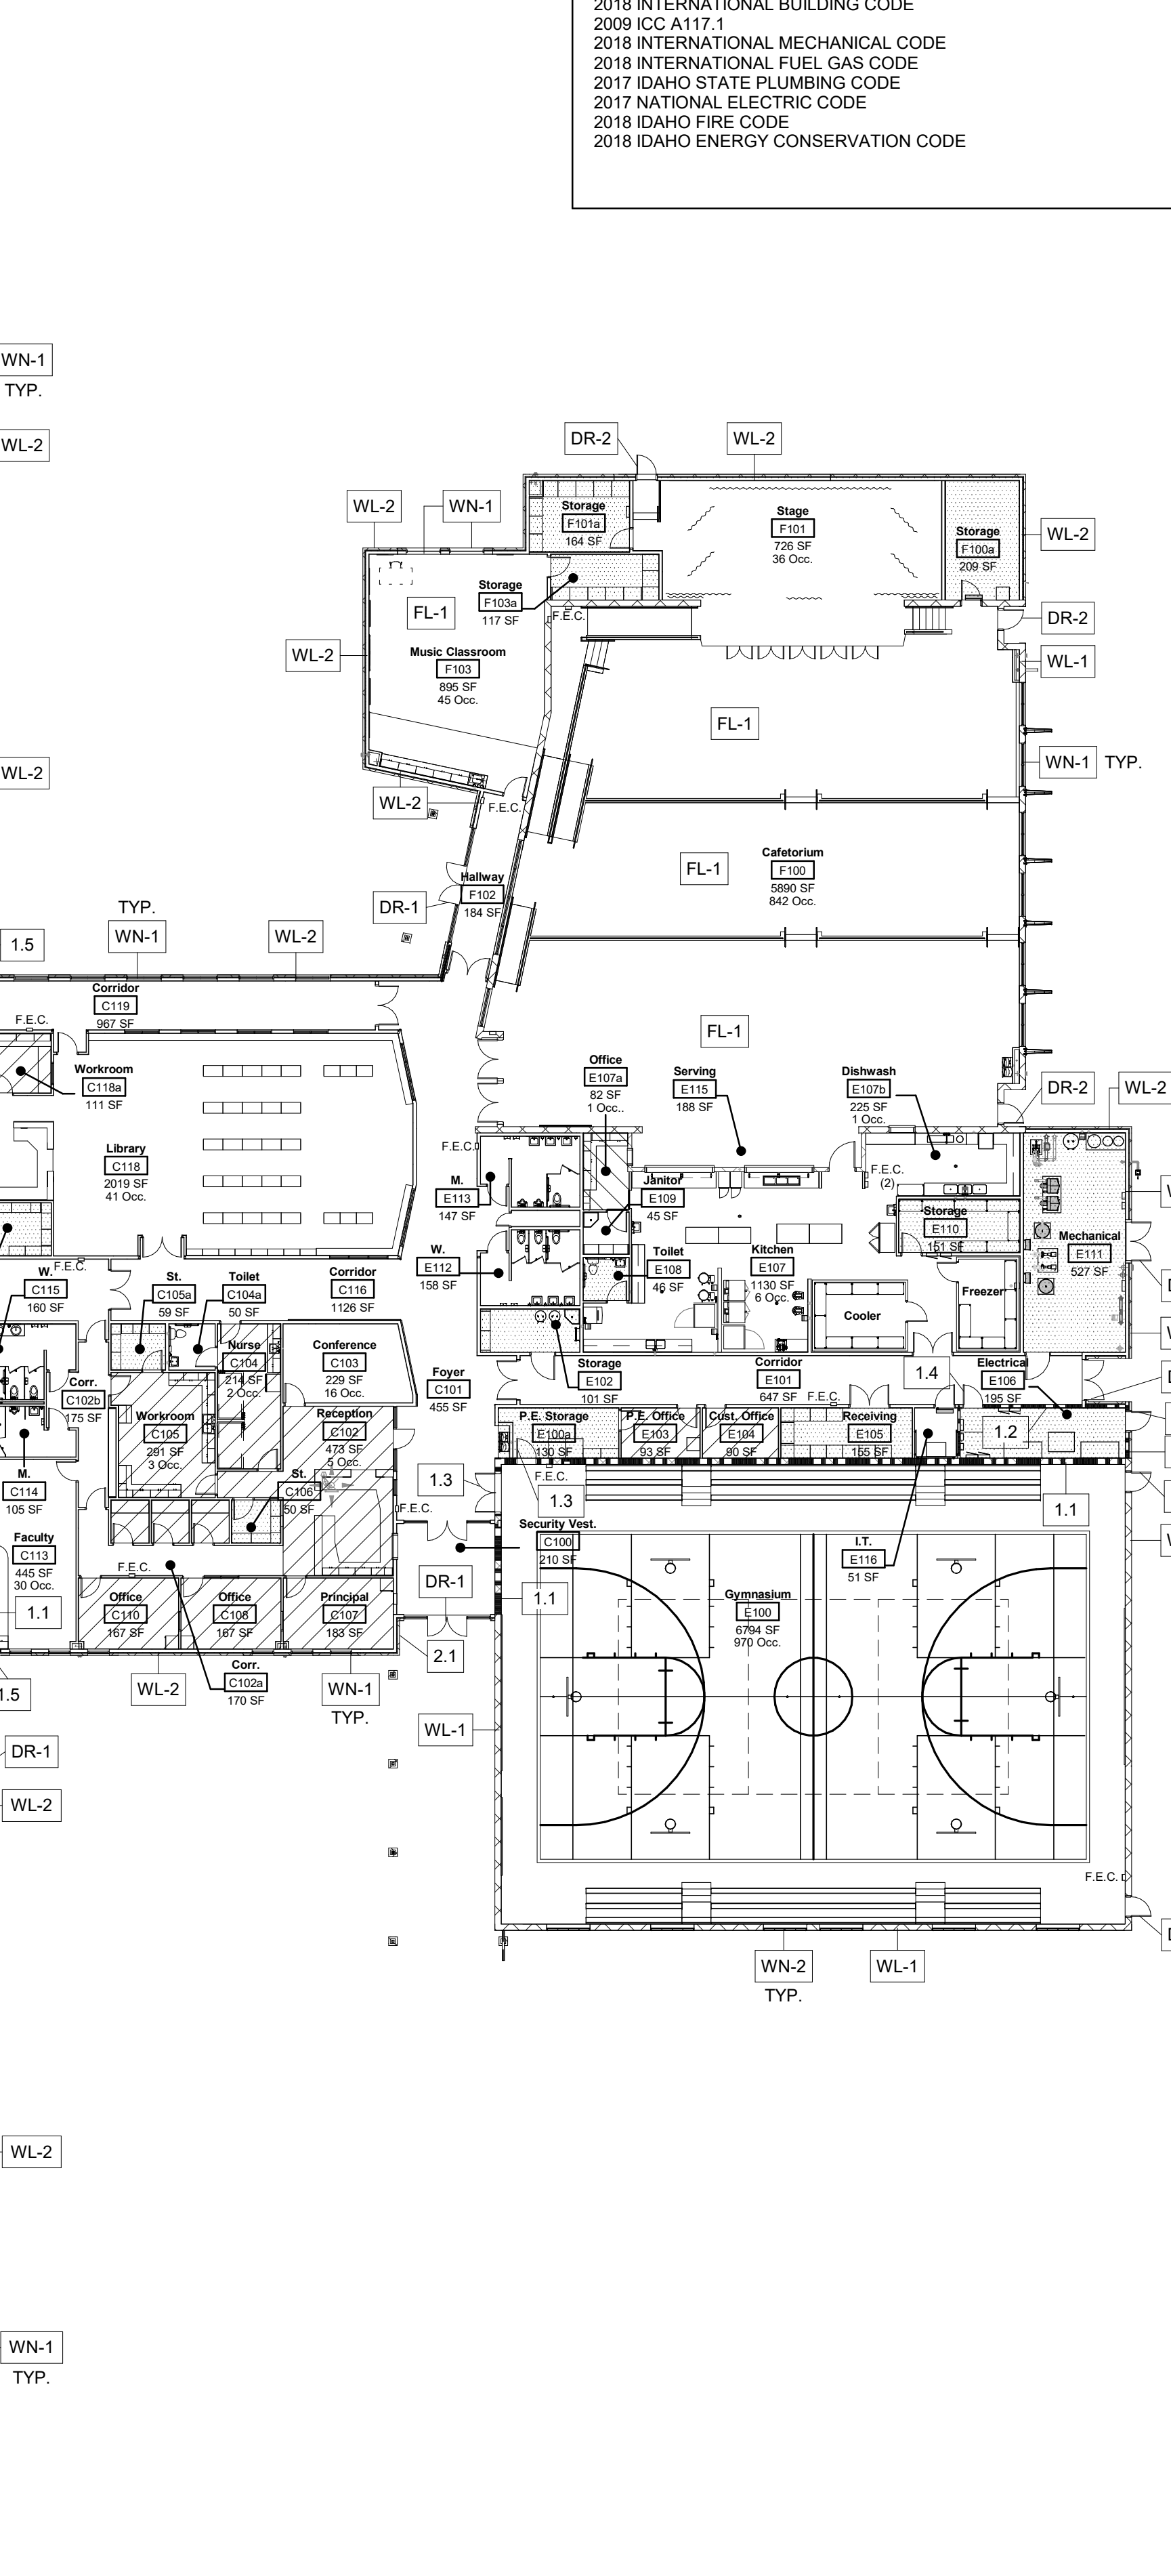 2018 INTERNATIONAL BUILDING CODE
2009 ICC A117.1
2018 INTERNATIONAL MECHANICAL CODE
2018 INTERNATIONAL FUEL GAS CODE
2017 IDAHO STATE PLUMBING CODE
2017 NATIONAL ELECTRIC CODE
2018 IDAHO FIRE CODE
2018 IDAHO ENERGY CONSERVATION CODE
WN-1
TYP.
WL-2
DR-2
WL-2
WL-2
WN-1
Storage
F101a
164 SF
Stage
F101
726 SF
36 Occ.
Storage
F100a
209 SF
WL-2
Storage
F103a
117 SF
F.E.C.
FL-1
DR-2
WL-2
Music Classroom
F103
895 SF
45 Occ.
WL-1
FL-1
WN-1 TYP.
WL-2
WL-2
F.E.C.
Cafetorium
F100
5890 SF
842 Occ.
FL-1
Hallway
F102
184 SF
DR-1
TYP.
1.5
WN-1
WL-2
Corridor
C119
967 SF
F.E.C.
FL-1
Workroom
C118a
111 SF
Office
E107a
82 SF
1 Occ..
Serving
E115
188 SF
Dishwash
E107b
225 SF
1 Occ.
DR-2
WL-2
Library
C118
2019 SF
41 Occ.
F.E.C.
M.
E113
147 SF
Janitor
E109
45 SF
F.E.C.
(2)
Storage
E110
151 SF
Mechanical
E111
527 SF
W.
E112
158 SF
Toilet
E108
46 SF
Kitchen
E107
1130 SF
6 Occ.
Freezer
Cooler
F.E.C.
W.
C115
160 SF
St.
C105a
59 SF
Toilet
C104a
50 SF
Corridor
C116
1126 SF
Nurse
C104
214 SF
2 Occ.
Conference
C103
229 SF
16 Occ.
Foyer
C101
455 SF
Storage
E102
101 SF
Corridor
E101
647 SF
F.E.C.
1.4
Electrical
E106
195 SF
Corr.
C102b
175 SF
Workroom
C105
291 SF
3 Occ.
Reception
C102
473 SF
5 Occ.
P.E. Storage
E100a
130 SF
P.E. Office
E103
93 SF
Cust. Office
E104
90 SF
Receiving
E105
155 SF
1.2
M.
C114
105 SF
St.
C106
50 SF
F.E.C.
1.3
F.E.C.
1.3
1.1
Faculty
C113
445 SF
30 Occ.
F.E.C.
Security Vest.
C100
210 SF
I.T.
E116
51 SF
DR-1
1.1
1.1
Office
C110
167 SF
Office
C108
167 SF
Principal
C107
183 SF
Gymnasium
E100
6794 SF
970 Occ.
2.1
Corr.
C102a
170 SF
WL-2
WN-1
TYP.
1.5
WL-1
DR-1
WL-2
F.E.C.
WN-2
TYP.
WL-1
WL-2
WN-1
TYP.